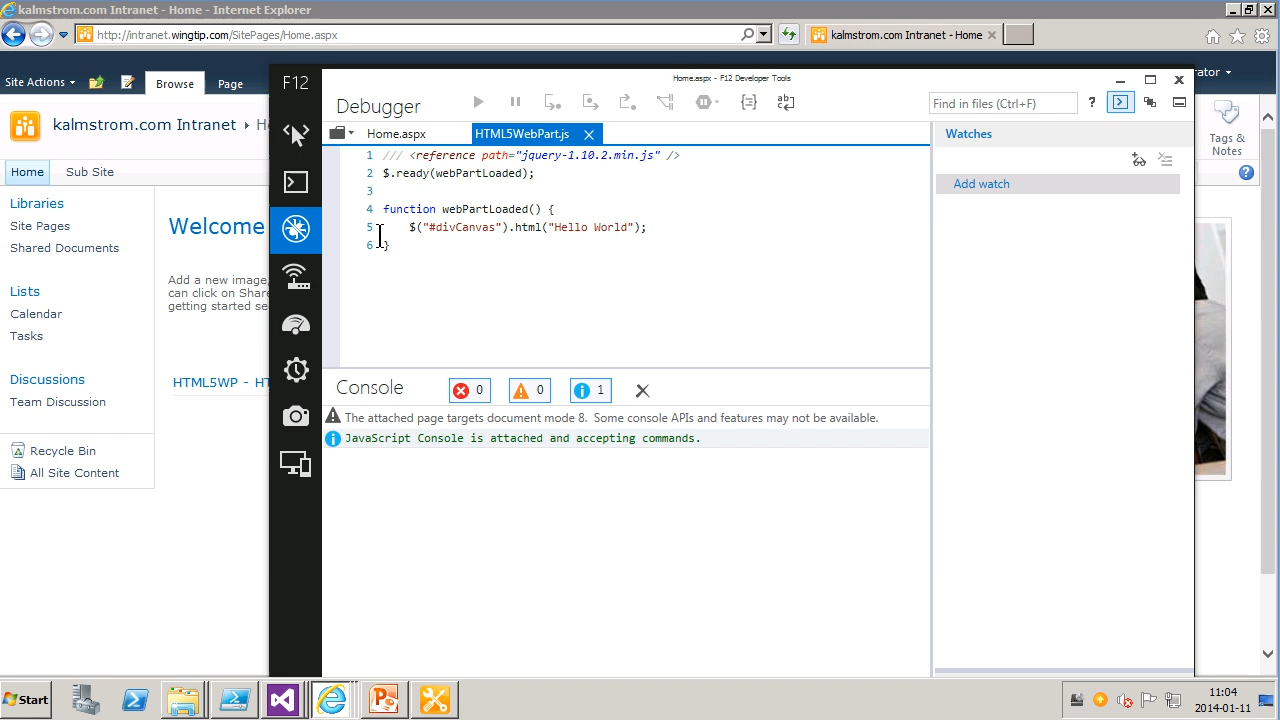 kalmstrom.com Intranet - Home - Internet Explorer
http://intranet.wingtip.com/SitePages/Home.aspx
kalmstrom.com Intranet - Home
Site Actions
Browse
Page
rator
kalmstrom.com Intranet
Tags &
Notes
Home
Sub Site
Libraries
Site Pages
Shared Documents
Lists
Calendar
Tasks
Discussions
Team Discussion
Recycle Bin
All Site Content
Welcome
Add a new image,
can click on Share
getting started se
HTML5WP - HT
Home.aspx - F12 Developer Tools
F12
Debugger
Find in files (Ctrl+F)
?
Home.aspx
HTML5WebPart.js
1 /// <reference path="jquery-1.10.2.min.js" />
2 $.ready(webPartLoaded);
3
4 function webPartLoaded() {
5 $("#divCanvas").html("Hello World");
6 }
Watches
Add watch
Console
0
0
1
The attached page targets document mode 8. Some console APIs and features may not be available.
JavaScript Console is attached and accepting commands.
Start
11:04
2014-01-11